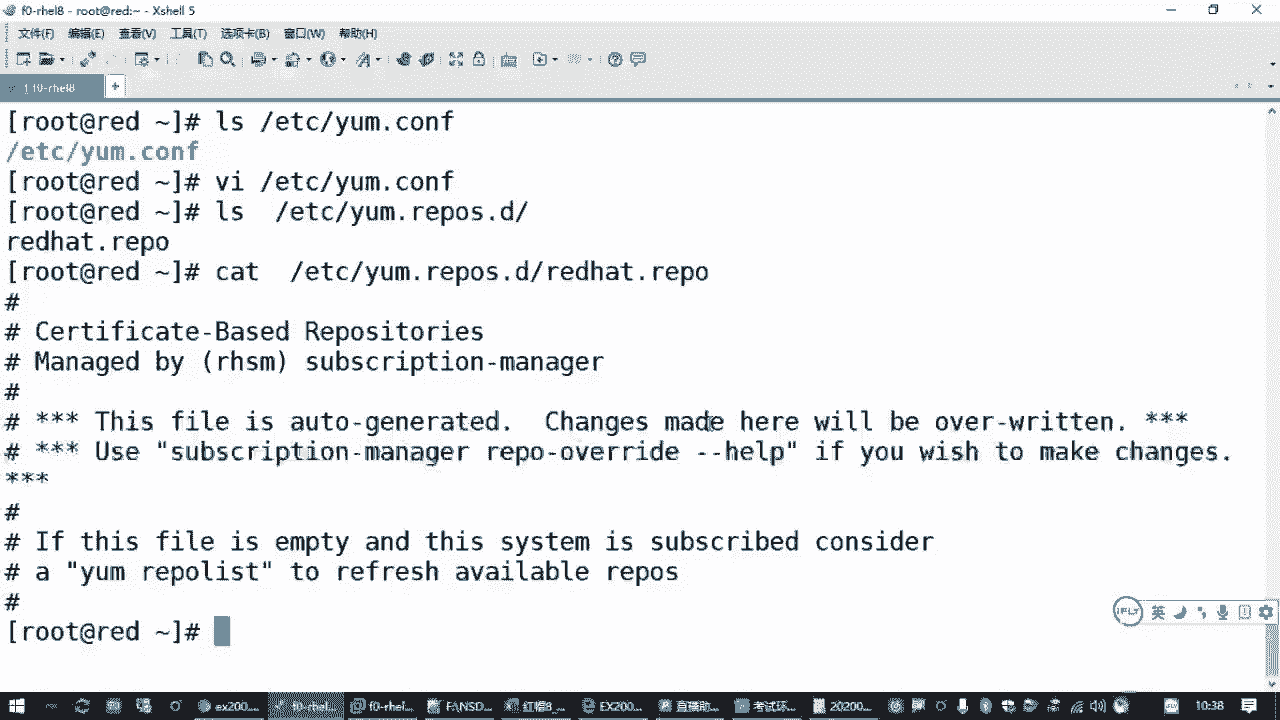 f0-rhel8 - root@red:~ - Xshell 5
文件(F) 编辑(E) 查看(V) 工具(T) 选项卡(B) 窗口(W) 帮助(H)
1 f0-rhel8 +
[root@red ~]# ls /etc/yum.conf
/etc/yum.conf
[root@red ~]# vi /etc/yum.conf
[root@red ~]# ls  /etc/yum.repos.d/
redhat.repo
[root@red ~]# cat  /etc/yum.repos.d/redhat.repo
#
# Certificate-Based Repositories
# Managed by (rhsm) subscription-manager
#
# *** This file is auto-generated.  Changes made here will be over-written. ***
# *** Use "subscription-manager repo-override --help" if you wish to make changes.
***
#
# If this file is empty and this system is subscribed consider
# a "yum repolist" to refresh available repos
#
[root@red ~]#
iFLY 英
ex200... f0-rhel... f0-rhel... FANSD... 红帽8_... EX200... 直播间... 考试环... 20200... 10:38